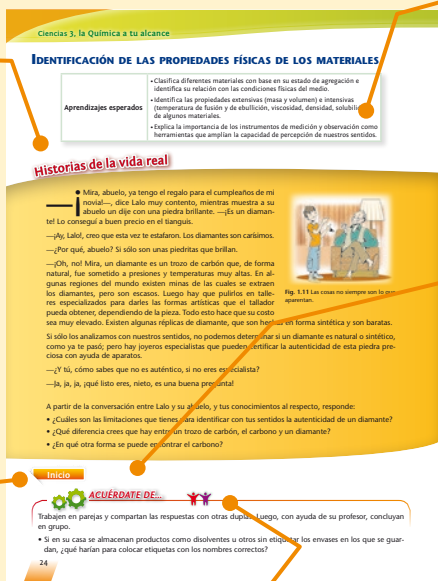 Ciencias 3, la Química a tu alcance
IDENTIFICACIÓN DE LAS PROPIEDADES FÍSICAS DE LOS MATERIALES
Aprendizajes esperados
• Clasifica diferentes materiales con base en su estado de agregación e
identifica su relación con las condiciones físicas del medio.
• Identifica las propiedades extensivas (masa y volumen) e intensivas
(temperatura de fusión y de ebullición, viscosidad, densidad,
de algunos materiales.
• Explica la importancia de los instrumentos de medición y observación como
herramientas que amplían la capacidad de percepción de nuestros sentidos.
Historias de la vida real
—¡Mira, abuelo, ya tengo el regalo para el cumpleaños de mi
novia!—, dice Lalo muy contento, mientras muestra a su
abuelo un dije con una piedra brillante. —¡Es un diaman-
te! Lo conseguí a buen precio en el tianguis.
—¡Ay, Lalo!, creo que esta vez te estafaron. Los diamantes son carísimos.
—¿Por qué, abuelo? Si sólo son unas piedritas que brillan.
—¡Oh, no! Mira, un diamante es un trozo de carbón que, de forma
natural, fue sometido a presiones y temperaturas muy altas. En al-
gunas regiones del mundo existen minas de las cuales se extraen
los diamantes, pero son escasos. Luego hay que pulirlos en talle-
res especializados para darles las formas artísticas que el tallador
pueda obtener, dependiendo de la pieza. Todo esto hace que su costo
sea muy elevado. Existen algunas réplicas de diamante, que son hechas en forma sintética y son baratas.
Fig. 1.11 Las cosas no siempre son lo que
aparentan.
Si sólo los analizamos con nuestros sentidos, no podemos determinar si un diamante es natural o sintético,
como ya te pasó; pero hay joyeros especialistas que pueden certificar la autenticidad de esta piedra pre-
ciosa con ayuda de aparatos.
—¿Y tú, cómo sabes que no es auténtico, si no eres especialista?
—Ja, ja, ja, ¡qué listo eres, nieto, es una buena pregunta!
A partir de la conversación entre Lalo y su abuelo, y tus conocimientos al respecto, responde:
• ¿Cuáles son las limitaciones que tienes para identificar con tus sentidos la autenticidad de un diamante?
• ¿Qué diferencia crees que hay entre un trozo de carbón, el carbono y un diamante?
• ¿En qué otra forma se puede encontrar el carbono?
Inicio
ACUÉRDATE DE...
Trabajen en parejas y compartan las respuestas con otras duplas. Luego, con ayuda de su profesor, concluyan
en grupo.
• Si en su casa se almacenan productos como disolventes u otros sin etiquetar los envases en los que se guar-
dan, ¿qué harían para colocar etiquetas con los nombres correctos?
24